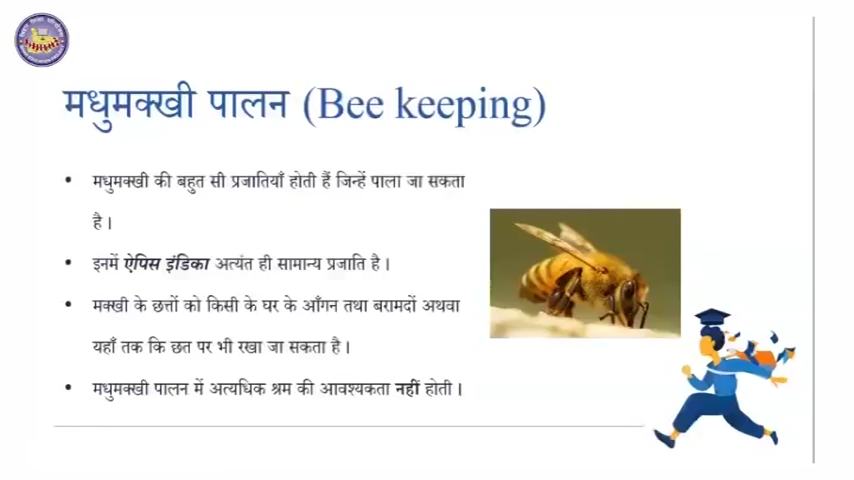 मधुमक्खी पालन (Bee keeping)
• मधुमक्खी की बहुत सी प्रजातियाँ होती हैं जिन्हें पाला जा सकता
है ।
• इनमें ऐपिस इंडिका अत्यंत ही सामान्य प्रजाति है ।
• मक्खी के छत्तों को किसी के घर के आँगन तथा बरामदों अथवा
यहाँ तक कि छत पर भी रखा जा सकता है ।
• मधुमक्खी पालन में अत्यधिक श्रम की आवश्यकता नहीं होती ।